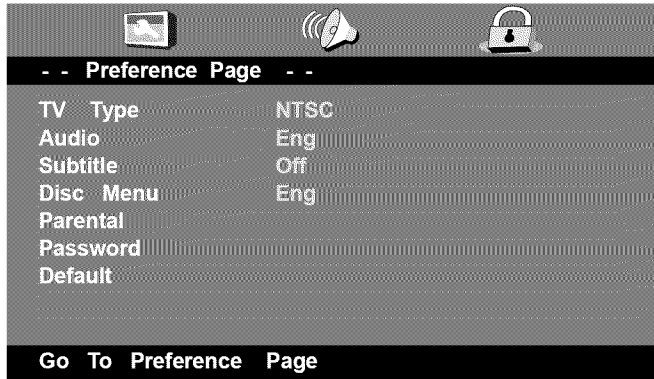 - - Preference Page - -
TV Type NTSC
Audio Eng
Subtitle Off
Disc Menu Eng
Parental
Password
Default
Go To Preference Page